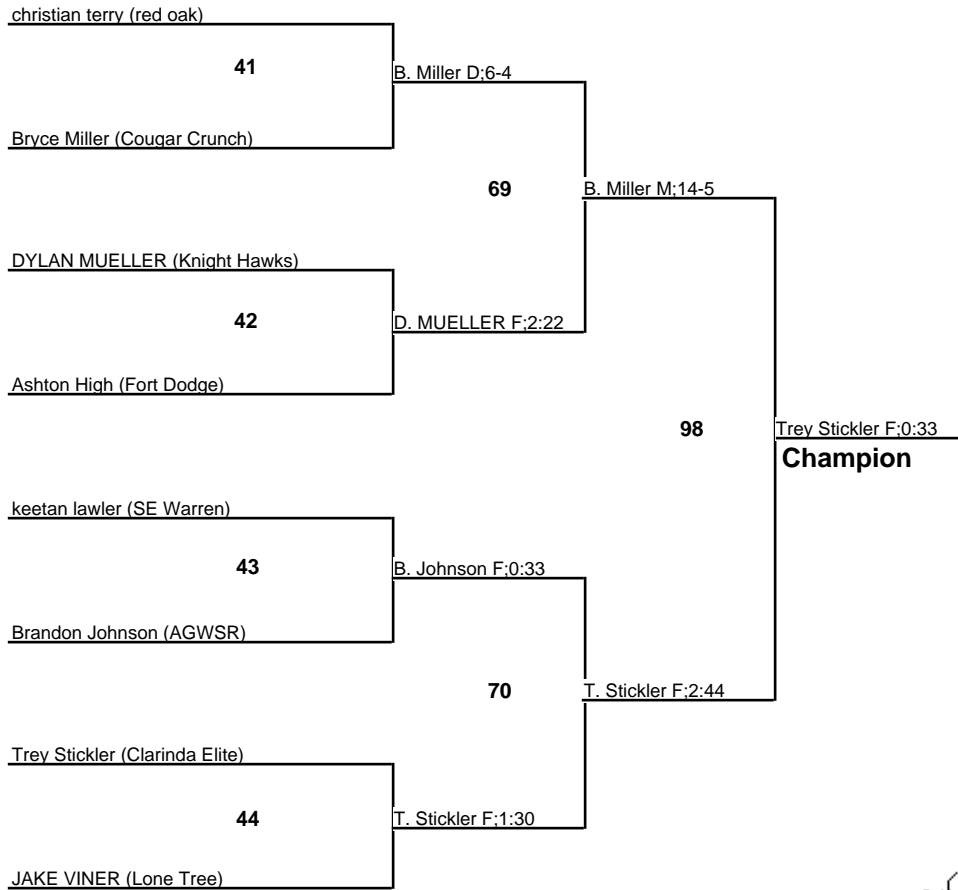 christian terry (red oak)
41
B. Miller D;6-4
Bryce Miller (Cougar Crunch)
69
B. Miller M;14-5
DYLAN MUELLER (Knight Hawks)
42
D. MUELLER F;2:22
Ashton High (Fort Dodge)
98
Trey Stickler F;0:33
Champion
keetan lawler (SE Warren)
43
B. Johnson F;0:33
Brandon Johnson (AGWSR)
70
T. Stickler F;2:44
Trey Stickler (Clarinda Elite)
44
T. Stickler F;1:30
JAKE VINER (Lone Tree)